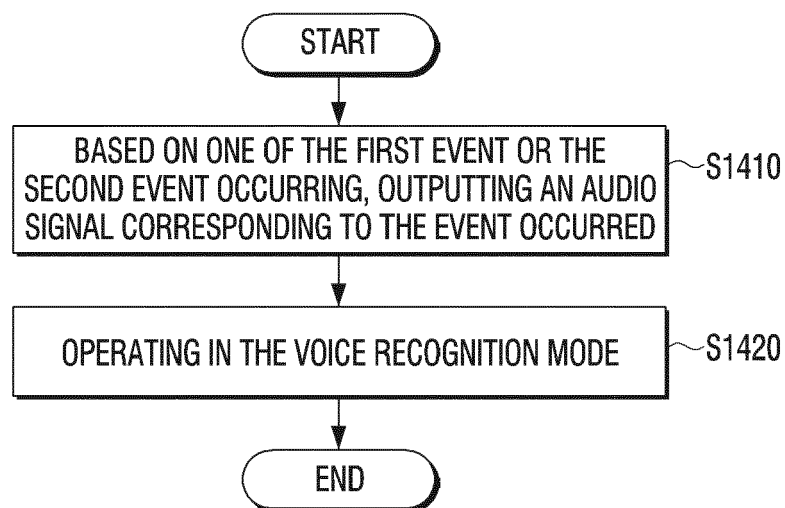 START
BASED ON ONE OF THE FIRST EVENT OR THE
SECOND EVENT OCCURRING, OUTPUTTING AN AUDIO
SIGNAL CORRESPONDING TO THE EVENT OCCURRED
S1410
OPERATING IN THE VOICE RECOGNITION MODE
S1420
END